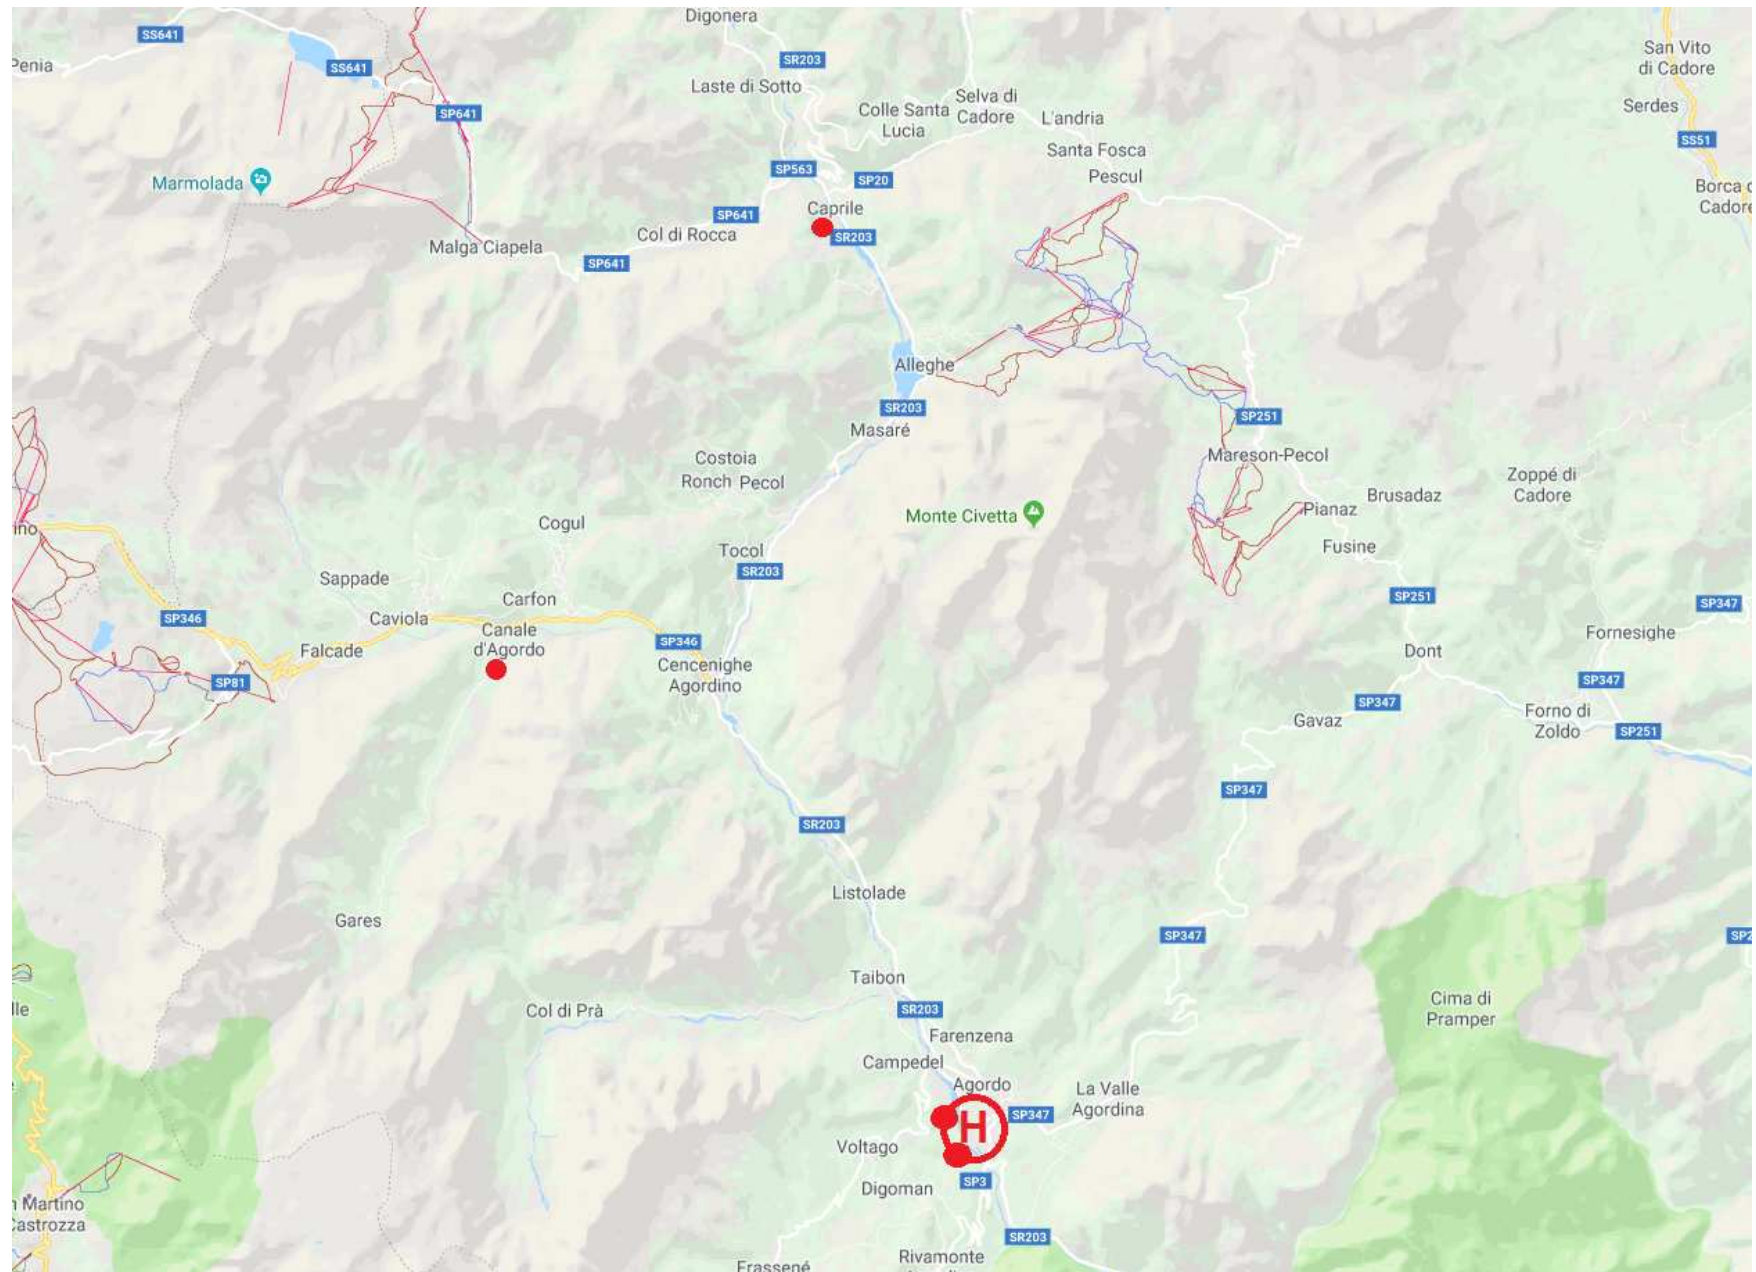 Digonera
SS641
San Vito
di Cadore
Penia
SR203
SS641
Laste di Sotto
Selva di
Cadore
Colle Santa
Lucia
Serdes
SP641
L'andria
SS51
Santa Fosca
SP563
Pescul
Marmolada
SP20
Borca
Cadore
Caprile
SP641
Col di Rocca
SR203
Malga Ciapela
SP641
Alleghe
SR203
SP251
Masaré
Costoia
Mareson-Pecol
Ronch
Pecol
Zoppé di
Cadore
Brusadaz
Pianaz
Monte Civetta
Cogul
ino
Fusine
Tocol
SR203
Sappade
SP251
Carfon
SP347
SP346
Caviola
Canale
d'Agordo
Fornesighe
SP346
Falcade
Dont
Cencenighe
Agordino
SP81
SP347
SP347
Gavaz
Forno di
Zoldo
SP251
SP347
SR203
Listolade
Gares
SP347
SP2
Taibon
Cima di
Pramper
lle
Col di Prà
SR203
Farenzena
Campedel
Agordo
La Valle
Agordina
SP347
H
Voltago
SP3
Digoman
n Martino
Castrozza
SR203
Rivamonte
Frassené